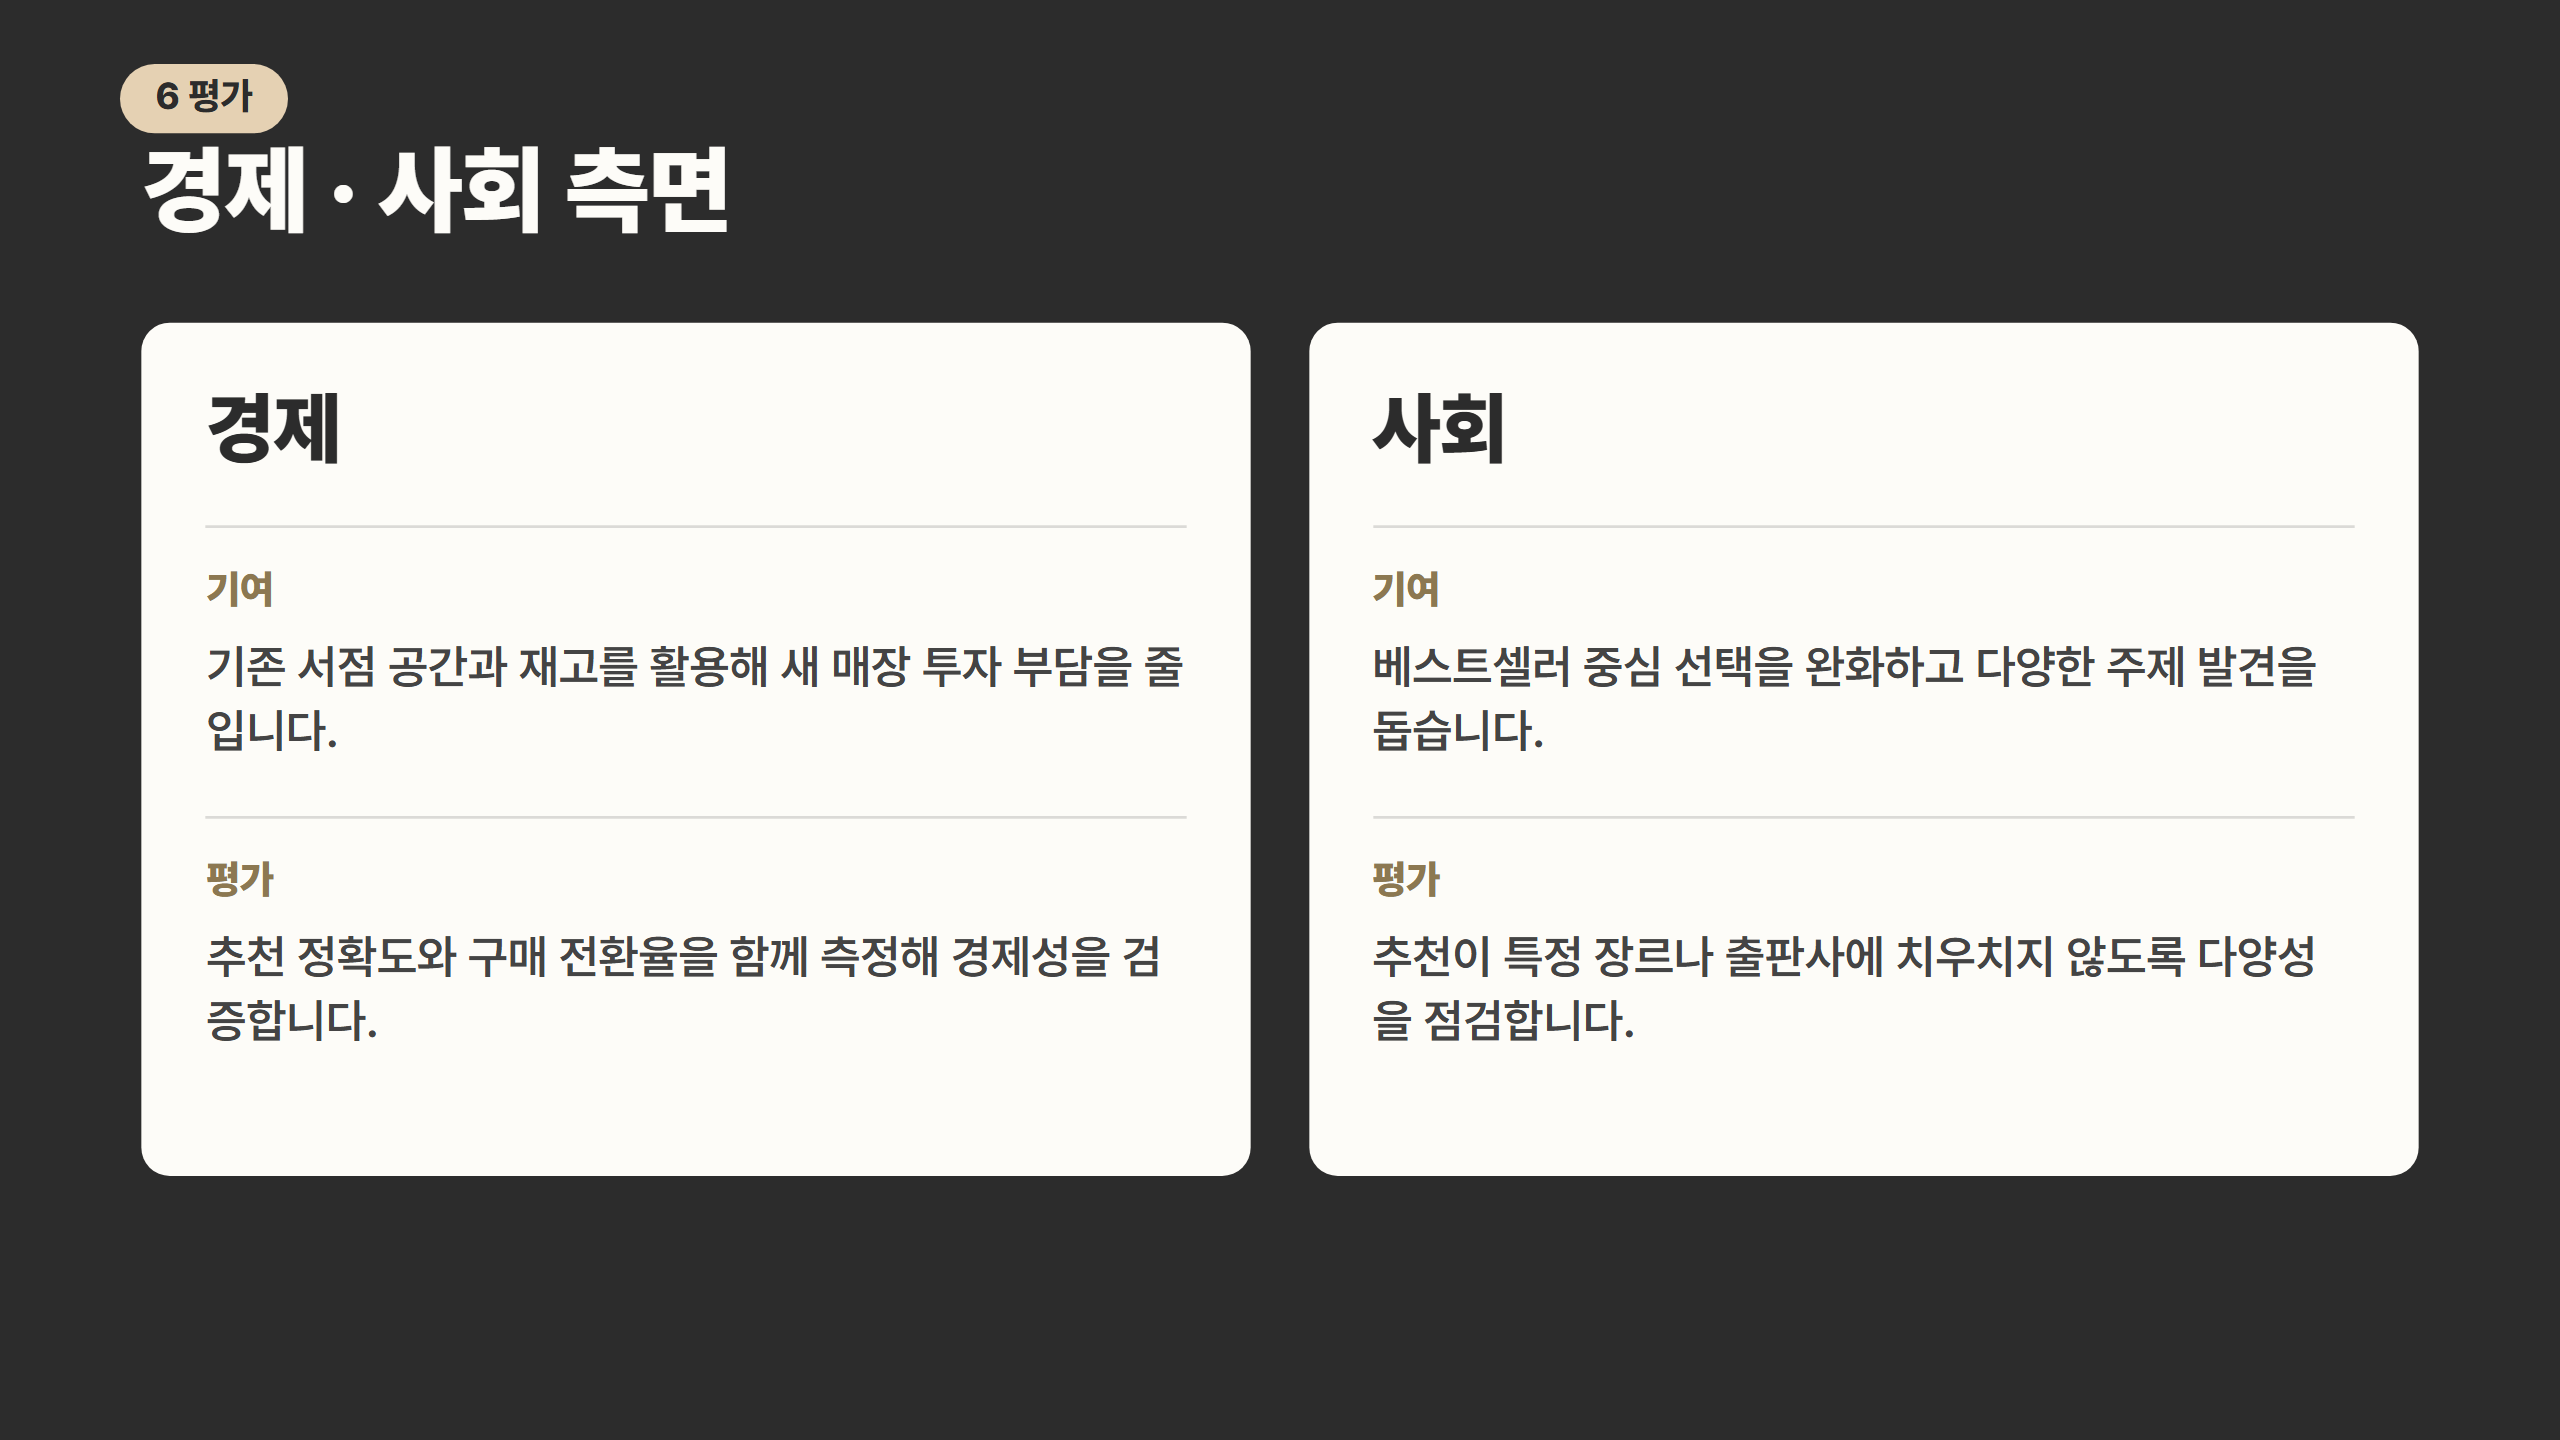 6 평가
경제 · 사회 측면
경제
기여
기존 서점 공간과 재고를 활용해 새 매장 투자 부담을 줄
입니다.
평가
추천 정확도와 구매 전환율을 함께 측정해 경제성을 검
증합니다.
사회
기여
베스트셀러 중심 선택을 완화하고 다양한 주제 발견을
돕습니다.
평가
추천이 특정 장르나 출판사에 치우치지 않도록 다양성
을 점검합니다.